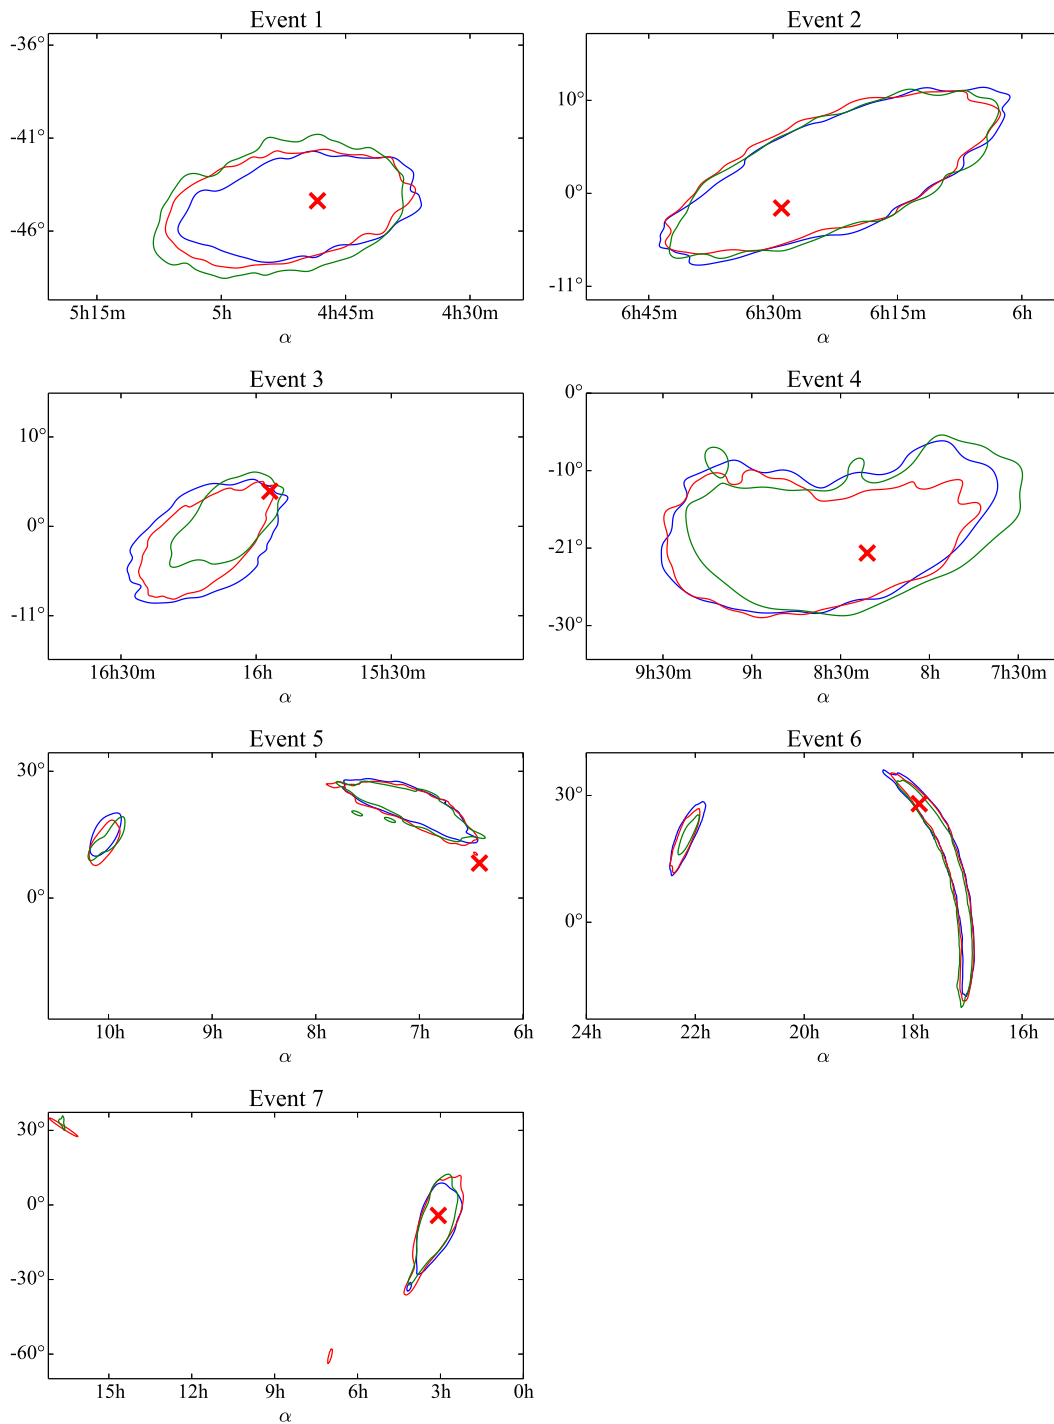 Event 1
-36°
-41°
-46°
5h15m 5h 4h45m 4h30m
α
Event 2
10°
0°
-11°
6h45m 6h30m 6h15m 6h
α
Event 3
10°
0°
-11°
16h30m 16h 15h30m
α
Event 4
0°
-10°
-21°
-30°
9h30m 9h 8h30m 8h 7h30m
α
Event 5
30°
0°
10h 9h 8h 7h 6h
α
Event 6
30°
0°
24h 22h 20h 18h 16h
α
Event 7
30°
0°
-30°
-60°
15h 12h 9h 6h 3h 0h
α